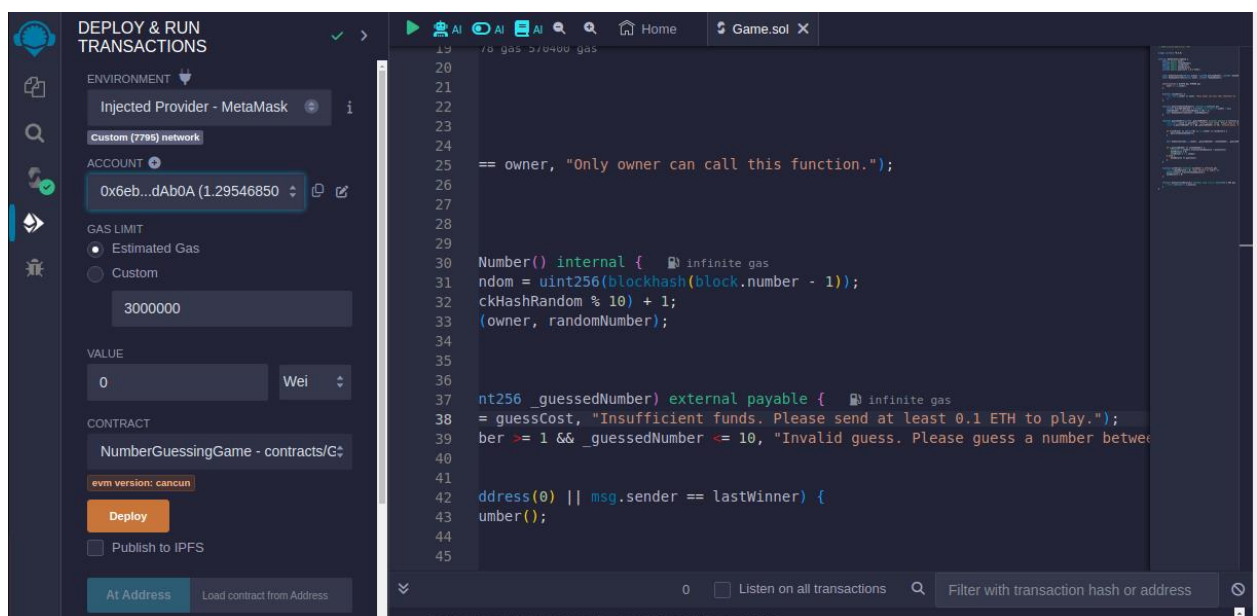 DEPLOY & RUN
TRANSACTIONS
ENVIRONMENT
Injected Provider - MetaMask
Custom (7795) network
ACCOUNT
0x6eb...dAb0A (1.29546850
GAS LIMIT
Estimated Gas
Custom
3000000
VALUE
0 Wei
CONTRACT
NumberGuessingGame - contracts/G
evm version: cancun
Deploy
Publish to IPFS
At Address Load contract from Address
AI AI AI Home Game.sol
19 78 gas 570400 gas
20
21
22
23
24
25 == owner, "Only owner can call this function.");
26
27
28
29
30 Number() internal { infinite gas
31 ndom = uint256(blockhash(block.number - 1));
32 ckHashRandom % 10) + 1;
33 (owner, randomNumber);
34
35
36
37 nt256 _guessedNumber) external payable { infinite gas
38 = guessCost, "Insufficient funds. Please send at least 0.1 ETH to play.");
39 ber >= 1 && _guessedNumber <= 10, "Invalid guess. Please guess a number betwee
40
41
42 ddress(0) || msg.sender == lastWinner) {
43 umber();
44
45
0 Listen on all transactions Filter with transaction hash or address